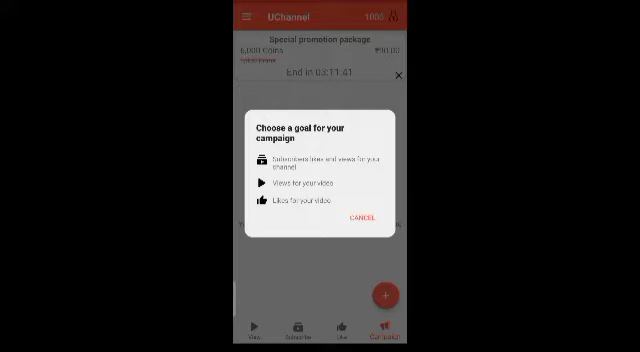 UChannel
1000
Special promotion package
6,000 Coins
₹90.00
End in 03:11:41
Choose a goal for your
campaign
Subscribers likes and views for your
channel
Views for your video
Likes for your video
CANCEL
View
Subscribe
Like
Campaign